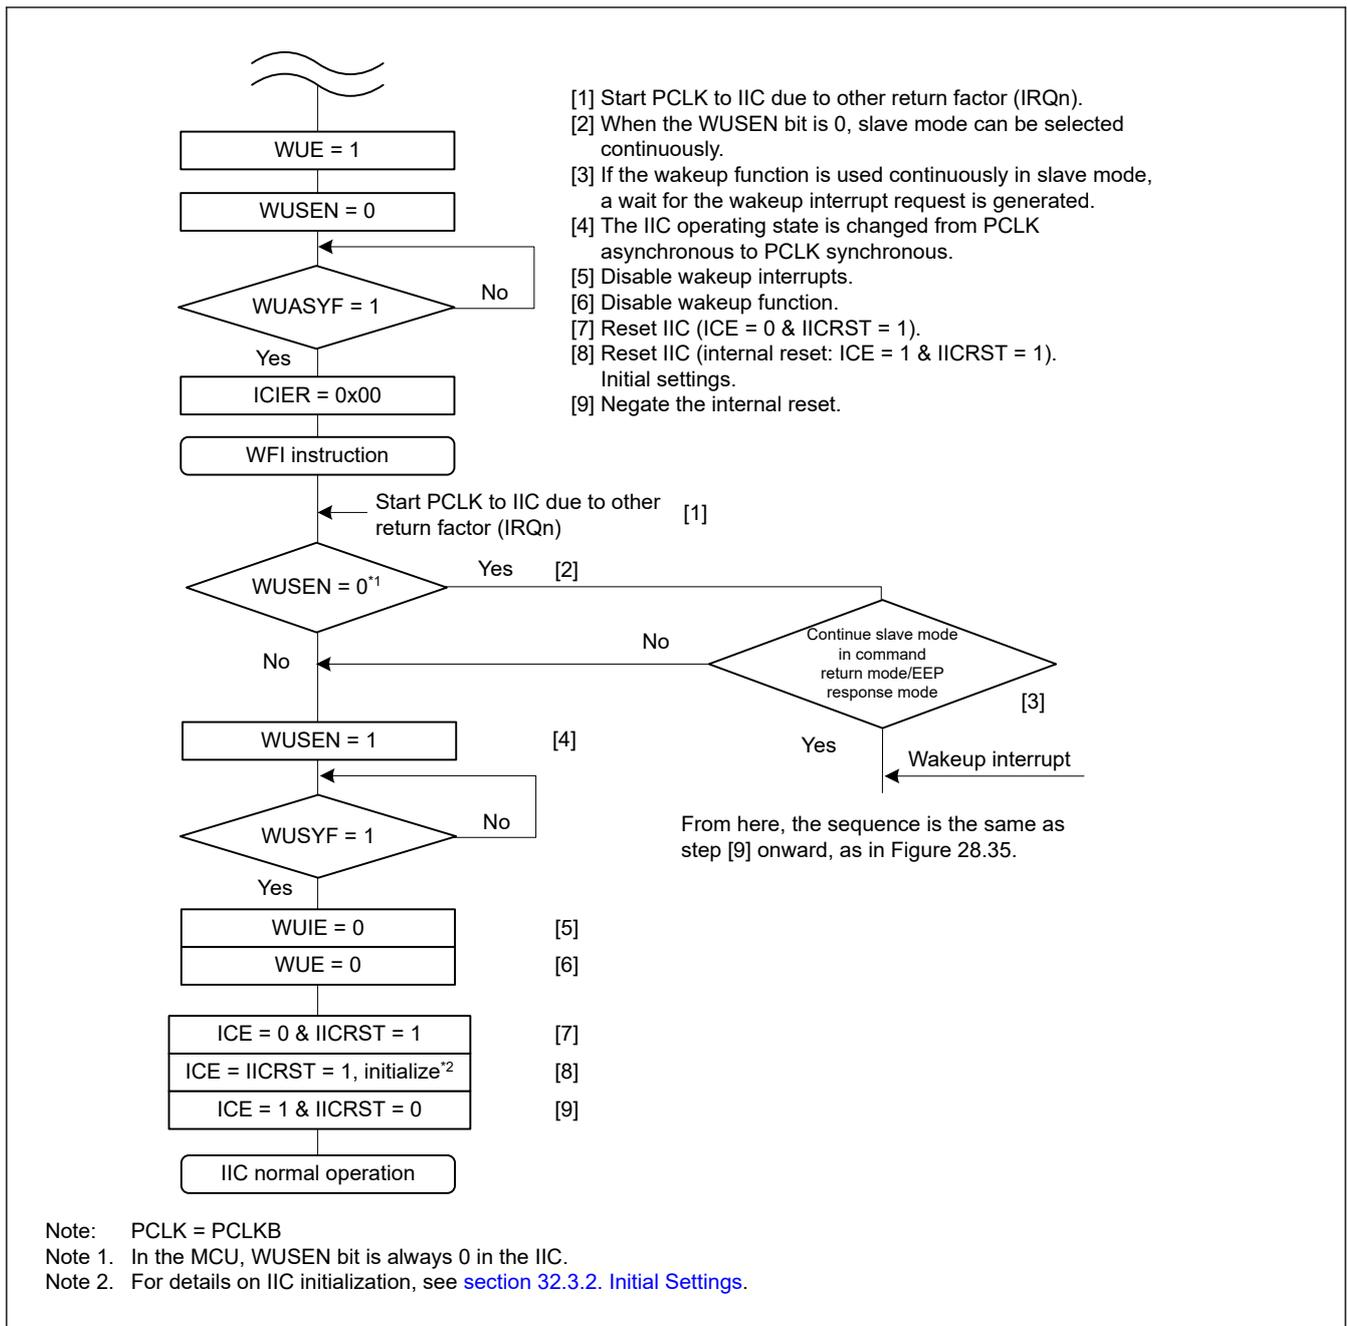 WUE = 1
WUSEN = 0
WUASYF = 1
No
Yes
ICIER = 0x00
WFI instruction
[1] Start PCLK to IIC due to other return factor (IRQn).
[2] When the WUSEN bit is 0, slave mode can be selected
continuously.
[3] If the wakeup function is used continuously in slave mode,
a wait for the wakeup interrupt request is generated.
[4] The IIC operating state is changed from PCLK
asynchronous to PCLK synchronous.
[5] Disable wakeup interrupts.
[6] Disable wakeup function.
[7] Reset IIC (ICE = 0 & IICRST = 1).
[8] Reset IIC (internal reset: ICE = 1 & IICRST = 1).
Initial settings.
[9] Negate the internal reset.
Start PCLK to IIC due to other
return factor (IRQn)
[1]
WUSEN = 0*1
Yes [2]
No
Continue slave mode
in command
return mode/EEP
response mode
[3]
No
Yes
Wakeup interrupt
From here, the sequence is the same as
step [9] onward, as in Figure 28.35.
WUSEN = 1 [4]
WUSYF = 1
No
Yes
WUIE = 0 [5]
WUE = 0 [6]
ICE = 0 & IICRST = 1 [7]
ICE = IICRST = 1, initialize*2 [8]
ICE = 1 & IICRST = 0 [9]
IIC normal operation
Note: PCLK = PCLKB
Note 1. In the MCU, WUSEN bit is always 0 in the IIC.
Note 2. For details on IIC initialization, see section 32.3.2. Initial Settings.